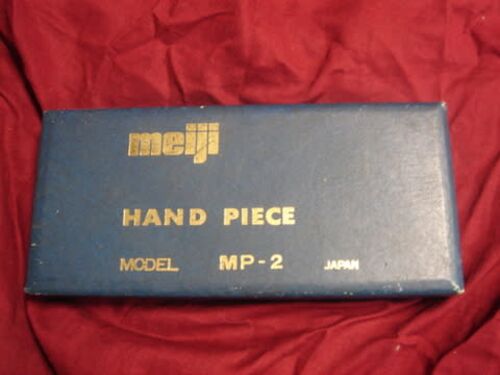 meiji
HAND PIECE
MODEL MP-2 JAPAN